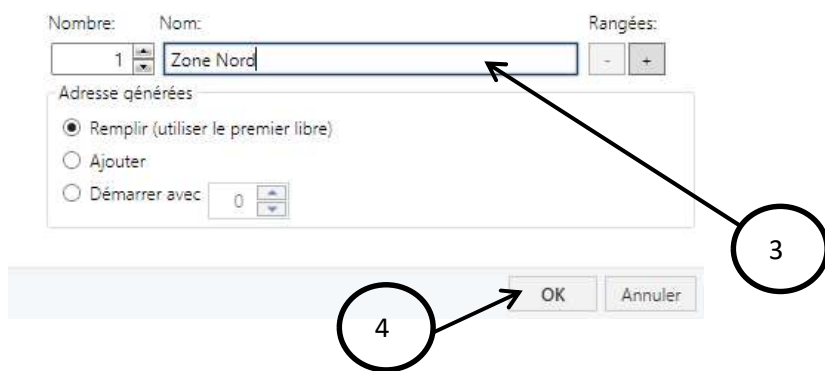 Nombre: Nom: Rangées:
1 Zone Nord - +
Adresse générées
Remplir (utiliser le premier libre)
Ajouter
Démarrer avec 0
3
OK Annuler
4